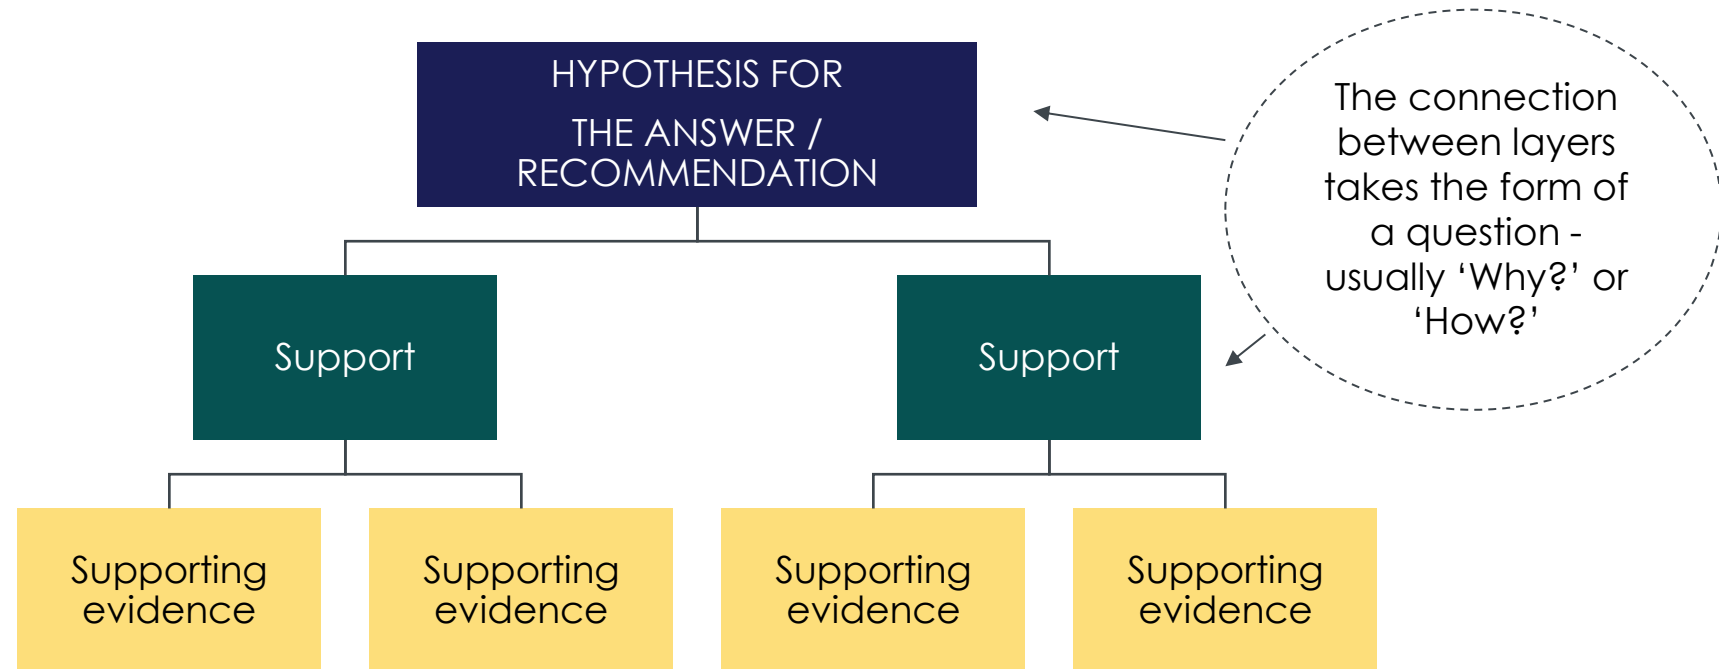 HYPOTHESIS FOR
THE ANSWER /
RECOMMENDATION
The connection
between layers
takes the form of
a question -
usually ‘Why?’ or
‘How?’
Support
Support
Supporting
evidence
Supporting
evidence
Supporting
evidence
Supporting
evidence